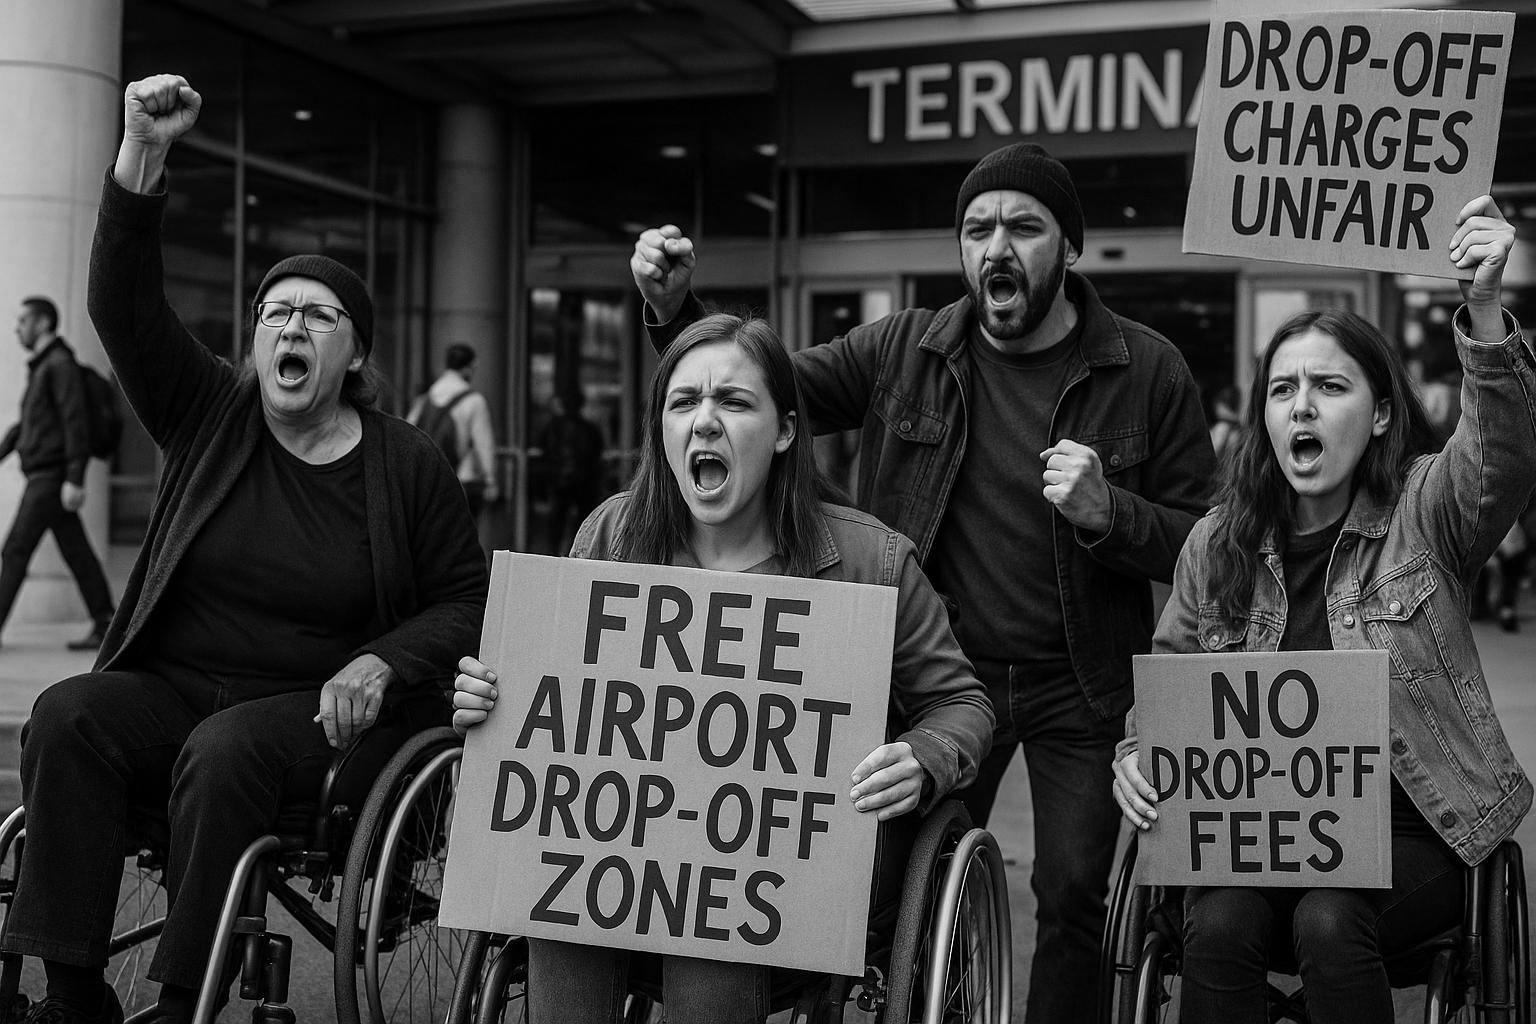 TERMINA
DROP-OFF
CHARGES
UNFAIR
FREE
AIRPORT
DROP-OFF
ZONES
NO
DROP-OFF
FEES